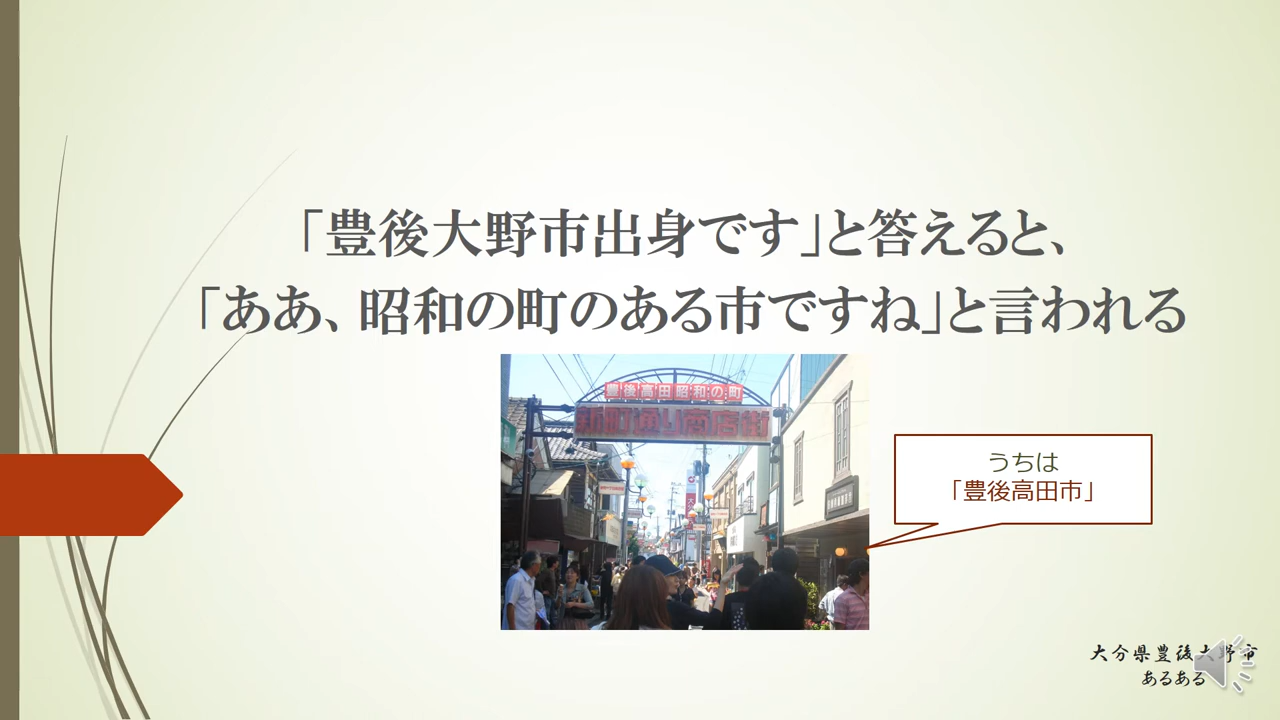 「豊後大野市出身です」と答えると、
「ああ、昭和の町のある市ですね」と言われる
豊後高田昭和の町
新町通り商店街
うちは
「豊後高田市」
大分県豊後大野市
あるある